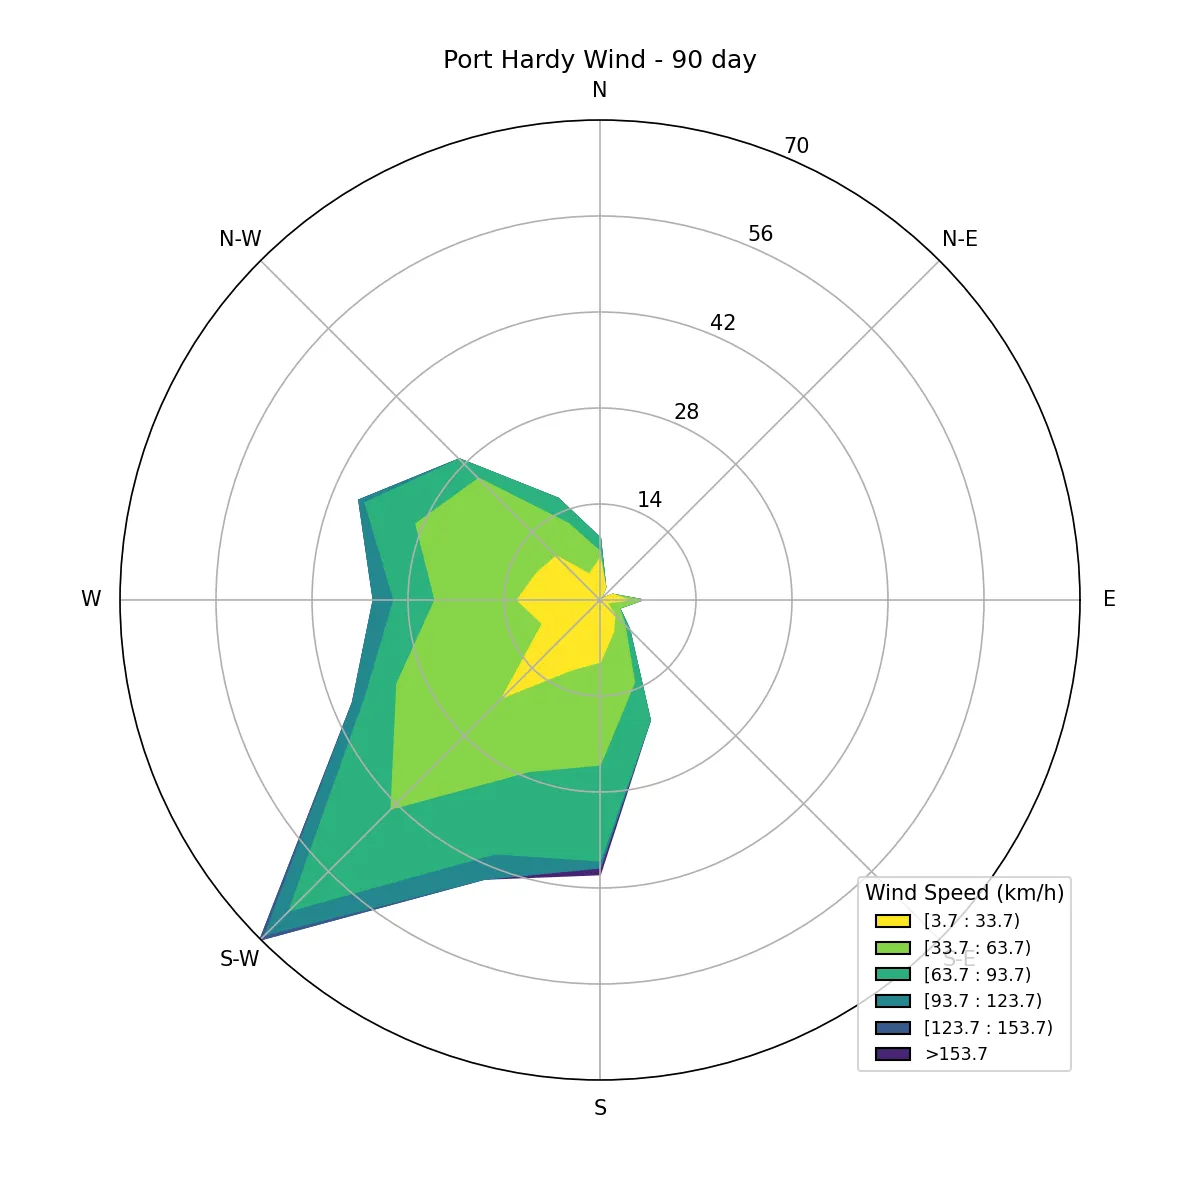 Port Hardy Wind - 90 day
N
70
56
N-W
N-E
42
28
14
W
E
S-W
S-E
Wind Speed (km/h)
[3.7 : 33.7)
[33.7 : 63.7)
[63.7 : 93.7)
[93.7 : 123.7)
[123.7 : 153.7)
>153.7
S